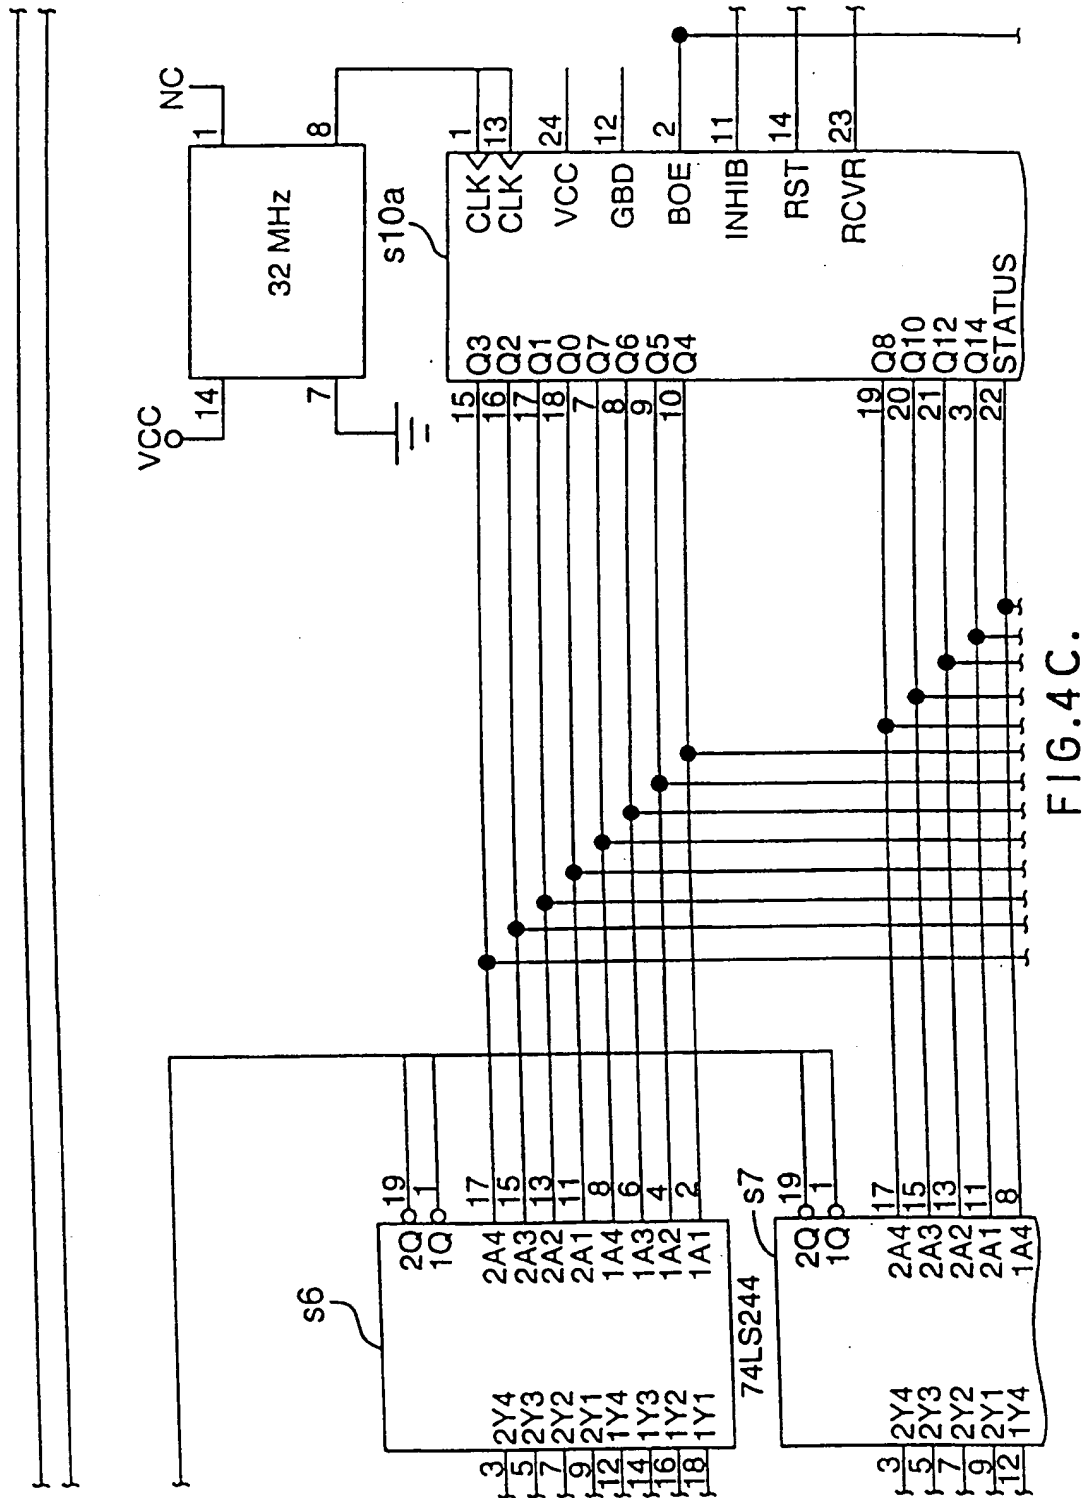 NC
1
8
32 MHz
VCC
14
7
s10a
1 CLK
13 CLK
24 VCC
12 GBD
2 BOE
11 INHIB
14 RST
23 RCVR
15 Q3
16 Q2
17 Q1
18 Q0
7 Q7
8 Q6
9 Q5
10 Q4
19 Q8
20 Q10
21 Q12
3 Q14
22 STATUS
s6
19 2Q
1 1Q
17 2A4
15 2A3
13 2A2
11 2A1
8 1A4
6 1A3
4 1A2
2 1A1
3 2Y4
5 2Y3
7 2Y2
9 2Y1
12 1Y4
14 1Y3
16 1Y2
18 1Y1
74LS244
s7
19 2Q
1 1Q
17 2A4
15 2A3
13 2A2
11 2A1
8 1A4
3 2Y4
5 2Y3
7 2Y2
9 2Y1
12 1Y4
FIG.4C.